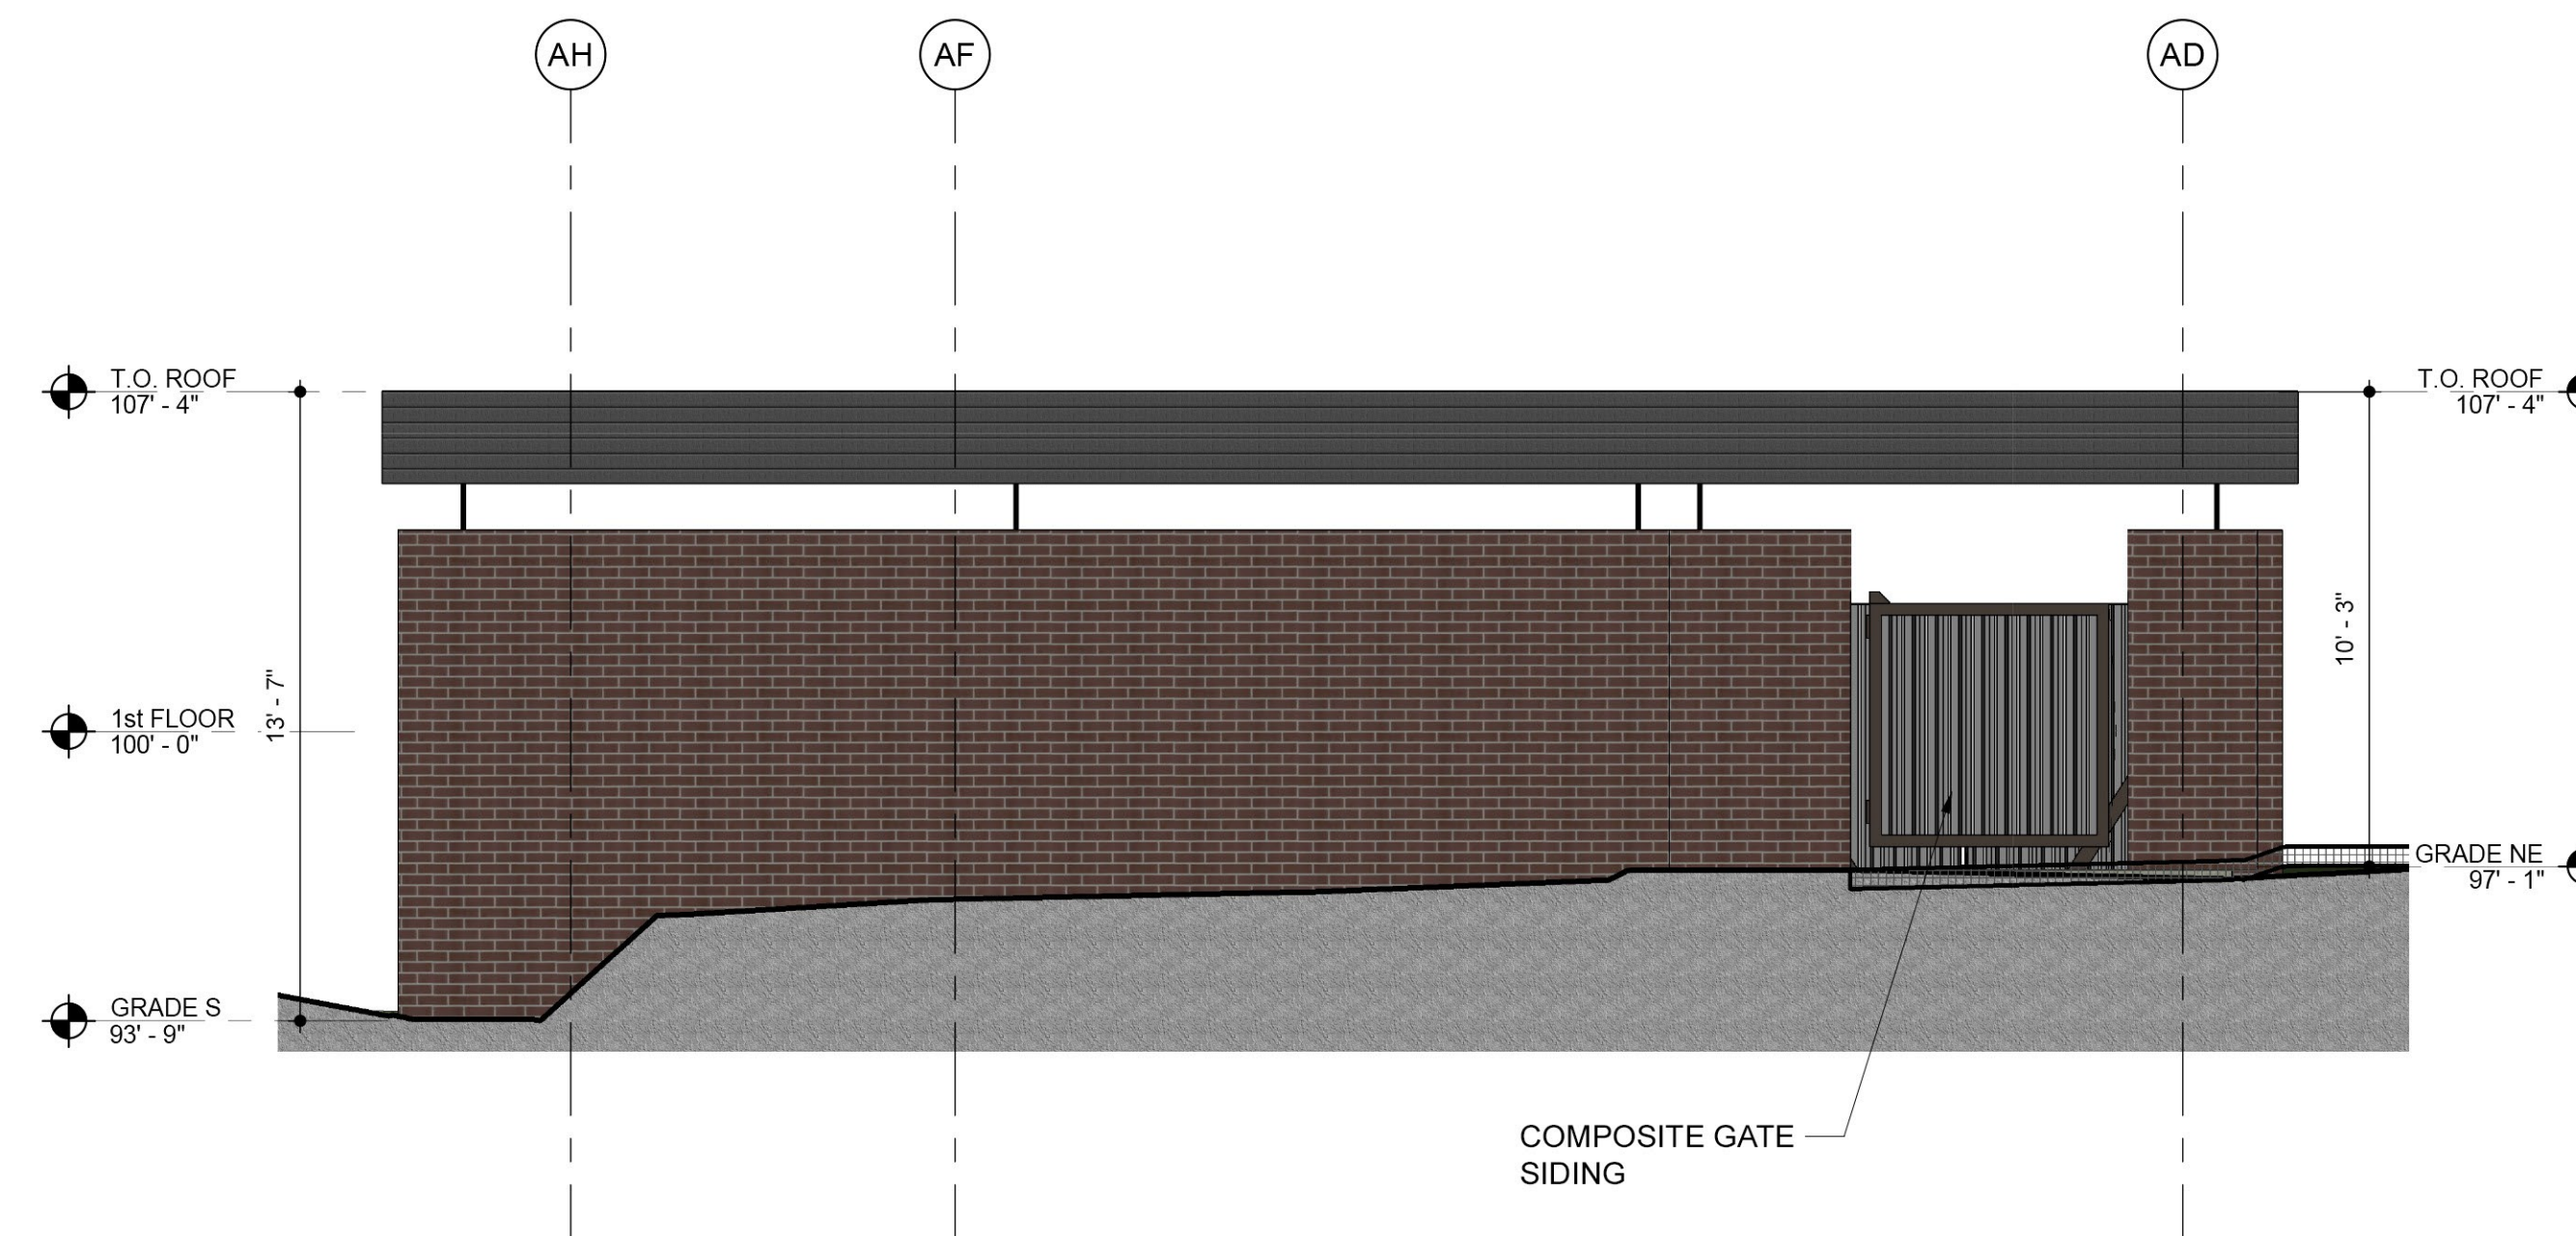 AH
AF
AD
T.O. ROOF
107' - 4"
T.O. ROOF
107' - 4"
10' - 3"
13' - 7"
1st FLOOR
100' - 0"
GRADE NE
97' - 1"
GRADE S
93' - 9"
COMPOSITE GATE
SIDING